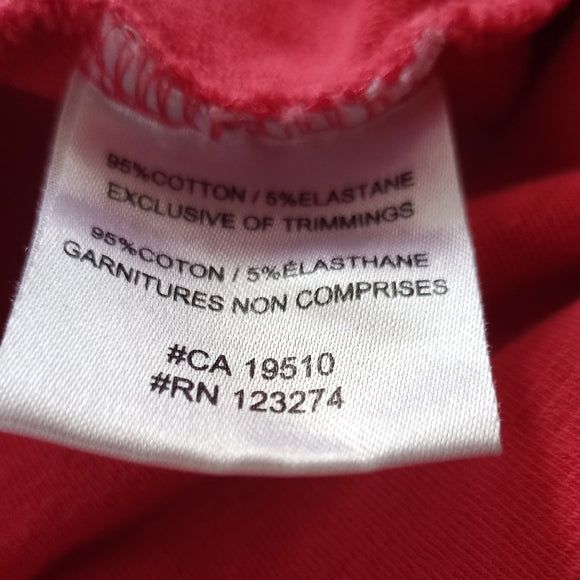 95%COTTON / 5%ELASTANE
EXCLUSIVE OF TRIMMINGS
95%COTON / 5%ÉLASTHANE
GARNITURES NON COMPRISES
#CA 19510
#RN 123274